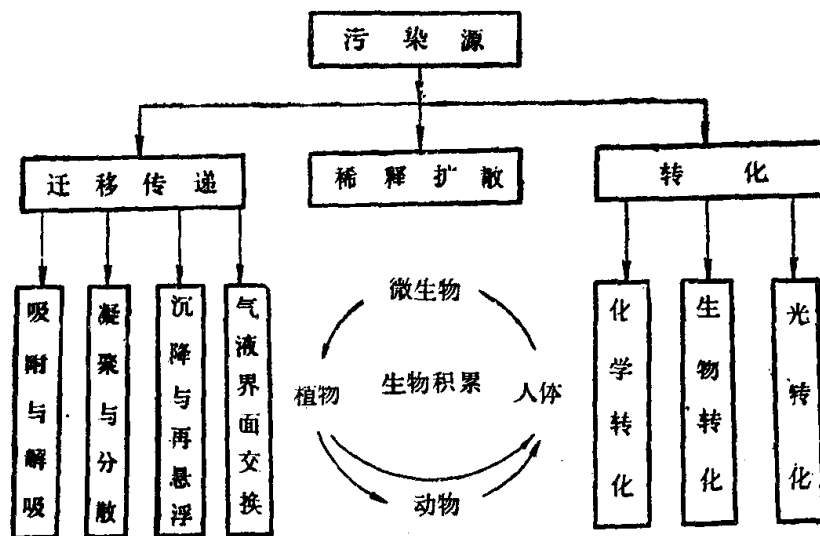 污染源
迁移传递
稀释扩散
转化
吸附与解吸
凝聚与分散
沉降与再悬浮
气液界面交换
微生物
植物
生物积累
人体
动物
化学转化
生物转化
光转化